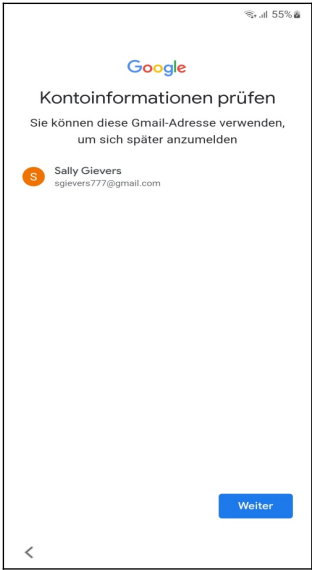 55%
Google
Kontoinformationen prüfen
Sie können diese Gmail-Adresse verwenden,
um sich später anzumelden
S
Sally Gievers
sgievers777@gmail.com
Weiter